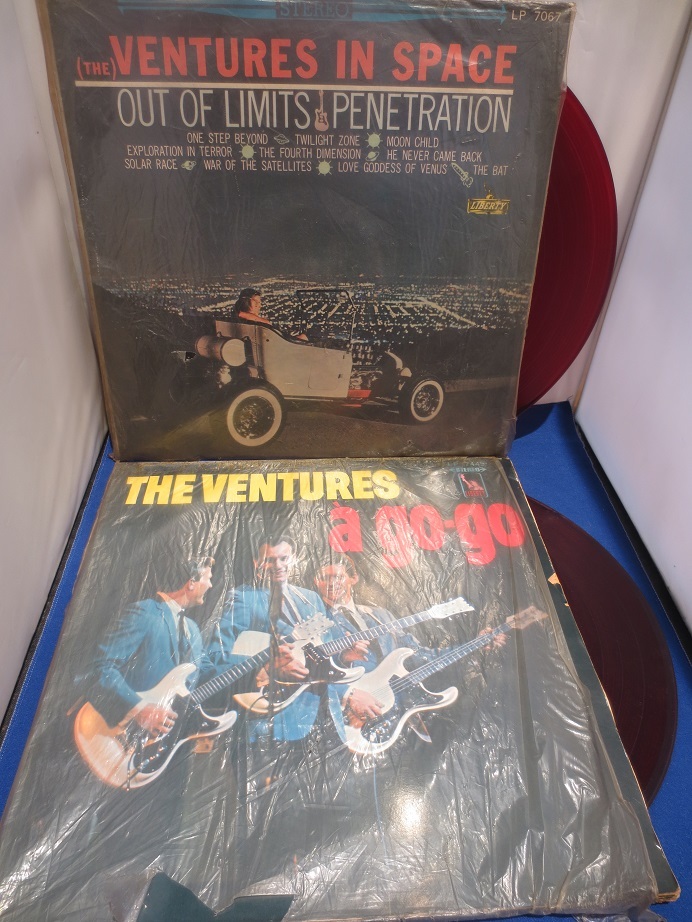 STEREO
LP 7067
(THE) VENTURES IN SPACE
OUT OF LIMITS PENETRATION
ONE STEP BEYOND TWILIGHT ZONE MOON CHILD
EXPLORATION IN TERROR THE FOURTH DIMENSION HE NEVER CAME BACK
SOLAR RACE WAR OF THE SATELLITES LOVE GODDESS OF VENUS THE BAT
LIBERTY
THE VENTURES
à go-go